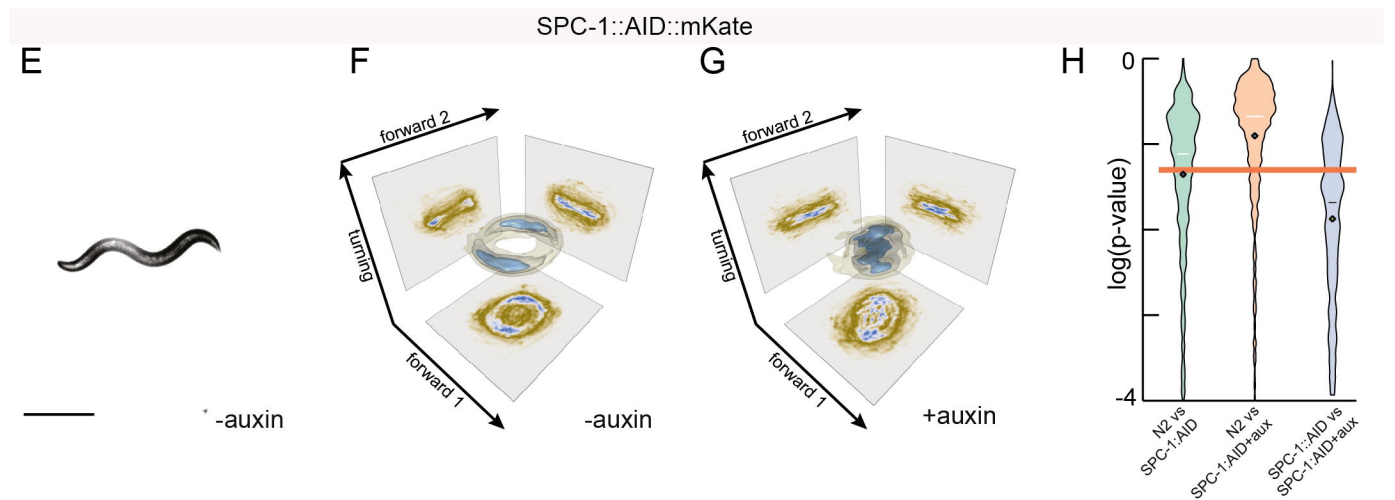 SPC-1::AID::mKate
E
-auxin
F
forward 2
turning
forward 1
-auxin
G
forward 2
turning
forward 1
+auxin
H
0
log(p-value)
-4
N2 vs
SPC-1:AID
N2 vs
SPC-1:AID+aux
SPC-1::AID vs
SPC-1:AID+aux